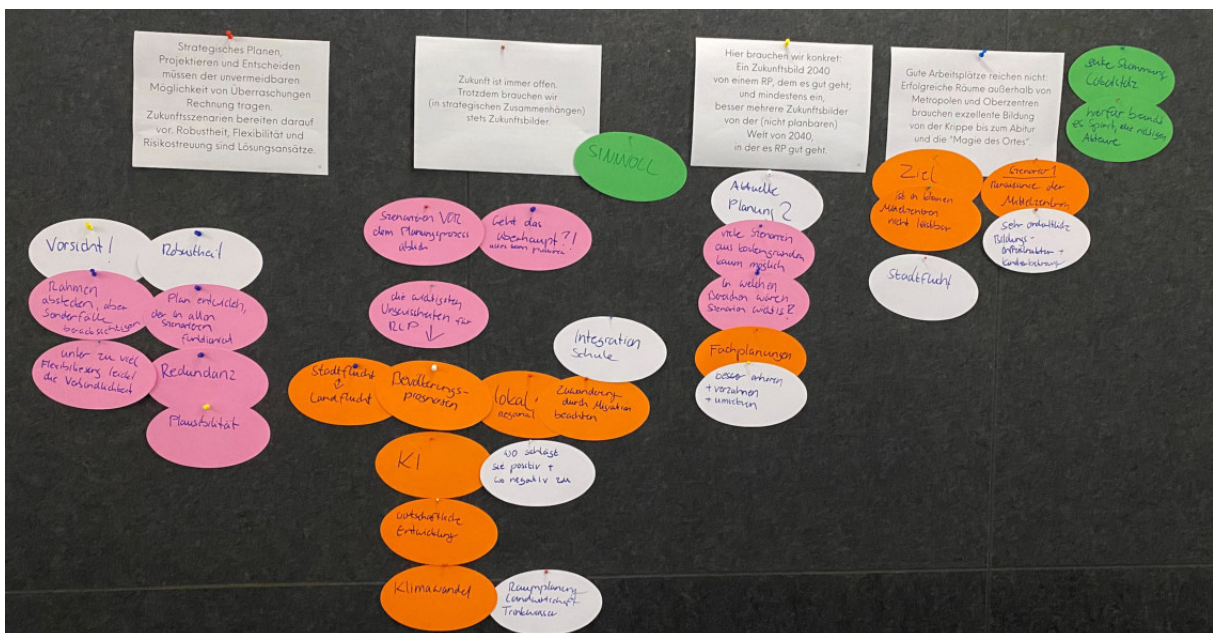 Strategisches Planen,
Projektieren und Entscheiden
müssen der unvermeidbaren
Möglichkeit von Überraschungen
Rechnung tragen.
Zukunftsszenarien bereiten darauf
vor. Robustheit, Flexibilität und
Risikostreuung sind Lösungsansätze.
Vorsicht!
Robustheit
Rahmen
abstecken, aber
Sonderfälle
berücksichtigen
Plan entwickeln,
der in allen
Szenarien
funktioniert
unter zu viel
Flexibilisierung leidet
die Verbindlichkeit
Redundanz
Plausibilität
Zukunft ist immer offen.
Trotzdem brauchen wir
(in strategischen Zusammenhängen)
stets Zukunftsbilder.
SINNVOLL
Szenarien VOR
dem Planungsprozess
Geht das
überhaupt?!
die wichtigsten
Unsicherheiten für
Integration
Schule
Stadtflucht
Landflucht
Bevölkerungs-
prognosen
lokal
regional
Zuwanderung
durch Migration
beachten
KI
wo schlägt
sie positiv +
wo negativ zu
wirtschaftliche
Entwicklung
Klimawandel
Raumplanung
Landwirtschaft
Trinkwasser
Hier brauchen wir konkret:
Ein Zukunftsbild 2040
von einem RP, dem es gut geht;
und mindestens ein,
besser mehrere Zukunftsbilder
von der (nicht planbaren)
Welt von 2040,
in der es RP gut geht.
Aktuelle
Planung?
viele Szenarien
aus Kostengründen
kaum möglich
In welchen
Bereichen wären
Szenarien wichtig?
Fachplanungen
besser
+ verzahnen
+ umsetzen
Gute Arbeitsplätze reichen nicht:
Erfolgreiche Räume außerhalb von
Metropolen und Oberzentren
brauchen exzellente Bildung
von der Krippe bis zum Abitur
und die "Magie des Ortes".
gute Stimmung
Lokalstolz
hierfür braucht
es Spirit, die richtigen
Akteure
Ziel
ist in kleinen
Mittelzentren
nicht leistbar
Szenario 1
Renaissance der
Mittelzentren
sehr ordentliche
Bildungs-
infrastruktur +
Kinderbetreuung
Stadtflucht